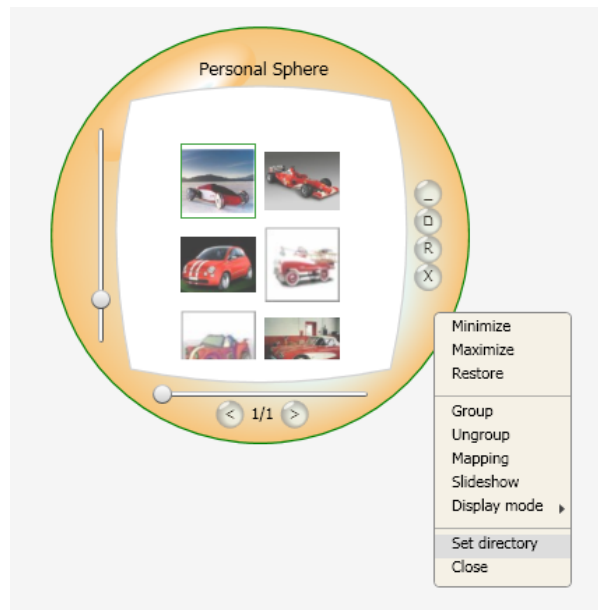 Personal Sphere
_
D
R
X
< 1/1 >
Minimize
Maximize
Restore
Group
Ungroup
Mapping
Slideshow
Display mode
Set directory
Close